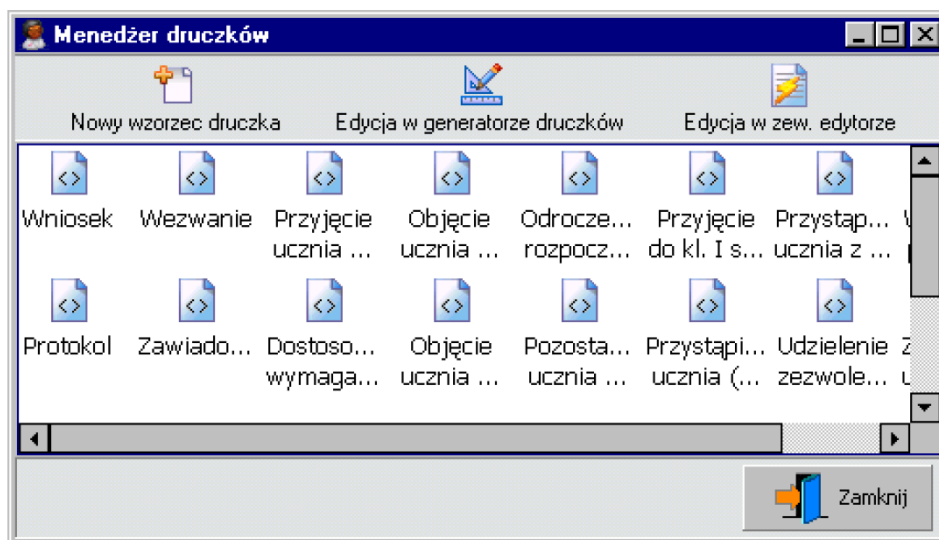 Menedżer druczków
Nowy wzorzec druczka Edycja w generatorze druczków Edycja w zew. edytorze
Wniosek Wezwanie Przyjęcie Objęcie Odrocze... Przyjęcie Przystąp...
ucznia ... ucznia ... rozpocz... do kl. I s... ucznia z ...
Protokol Zawiado... Dostoso... Objęcie Pozosta... Przystąpi... Udzielenie Z
wymaga... ucznia ... ucznia ... ucznia (... zezwole... u
Zamknij